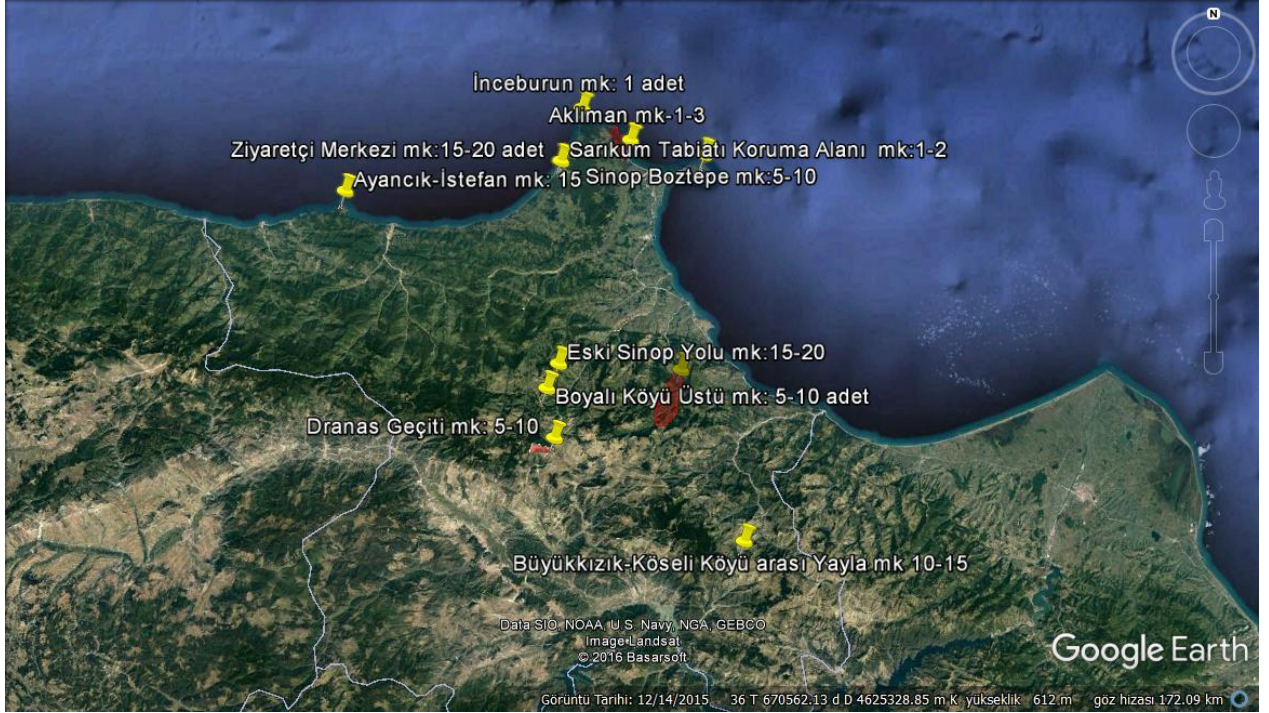 N
İnceburun mk: 1 adet
Akliman mk-1-3
Ziyaretçi Merkezi mk:15-20 adet
Sarıkum Tabiatı Koruma Alanı mk:1-2
Ayancık-İstefan mk: 15
Sinop Boztepe mk:5-10
Eski Sinop Yolu mk:15-20
Boyalı Köyü Üstü mk: 5-10 adet
Dranas Geçiti mk: 5-10
Büyükkızık-Köseli Köyü arası Yayla mk 10-15
Data SIO, NOAA, U.S. Navy, NGA, GEBCO
Image Landsat
© 2016 Basarsoft
Google Earth
Görüntü Tarihi: 12/14/2015 36 T 670562.13 d D 4625328.85 m K yükseklik 612 m göz hizası 172.09 km